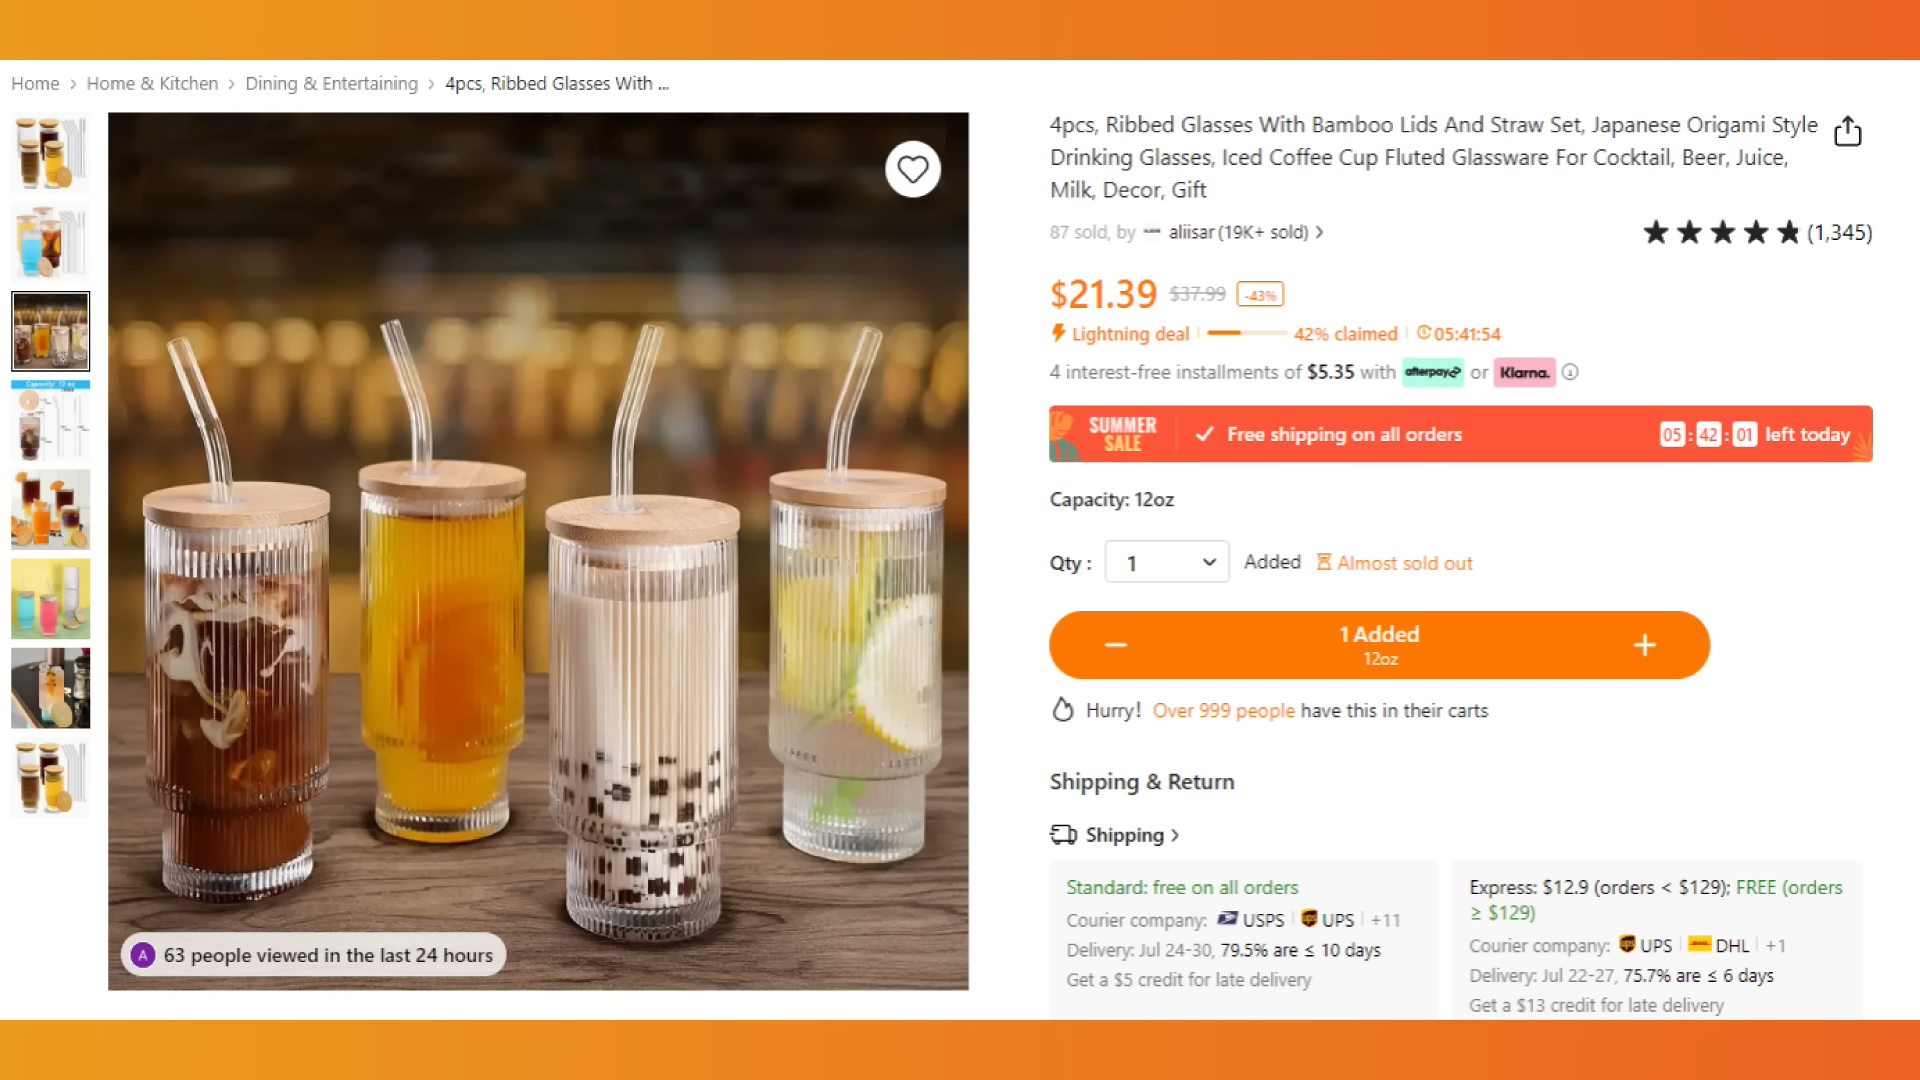 Home > Home & Kitchen > Dining & Entertaining > 4pcs, Ribbed Glasses With ...
Capacity: 12 oz
63 people viewed in the last 24 hours
4pcs, Ribbed Glasses With Bamboo Lids And Straw Set, Japanese Origami Style
Drinking Glasses, Iced Coffee Cup Fluted Glassware For Cocktail, Beer, Juice,
Milk, Decor, Gift
87 sold, by aliisar (19K+ sold) >
(1,345)
$21.39 $37.99 -43%
Lightning deal 42% claimed 05:41:54
4 interest-free installments of $5.35 with afterpay or Klarna.
SUMMER
SALE
Free shipping on all orders
05 : 42 : 01 left today
Capacity: 12oz
Qty : 1 Added Almost sold out
− 1 Added +
12oz
Hurry! Over 999 people have this in their carts
Shipping & Return
Shipping >
Standard: free on all orders
Courier company: USPS | UPS | +11
Delivery: Jul 24-30, 79.5% are ≤ 10 days
Get a $5 credit for late delivery
Express: $12.9 (orders < $129); FREE (orders
≥ $129)
Courier company: UPS | DHL | +1
Delivery: Jul 22-27, 75.7% are ≤ 6 days
Get a $13 credit for late delivery